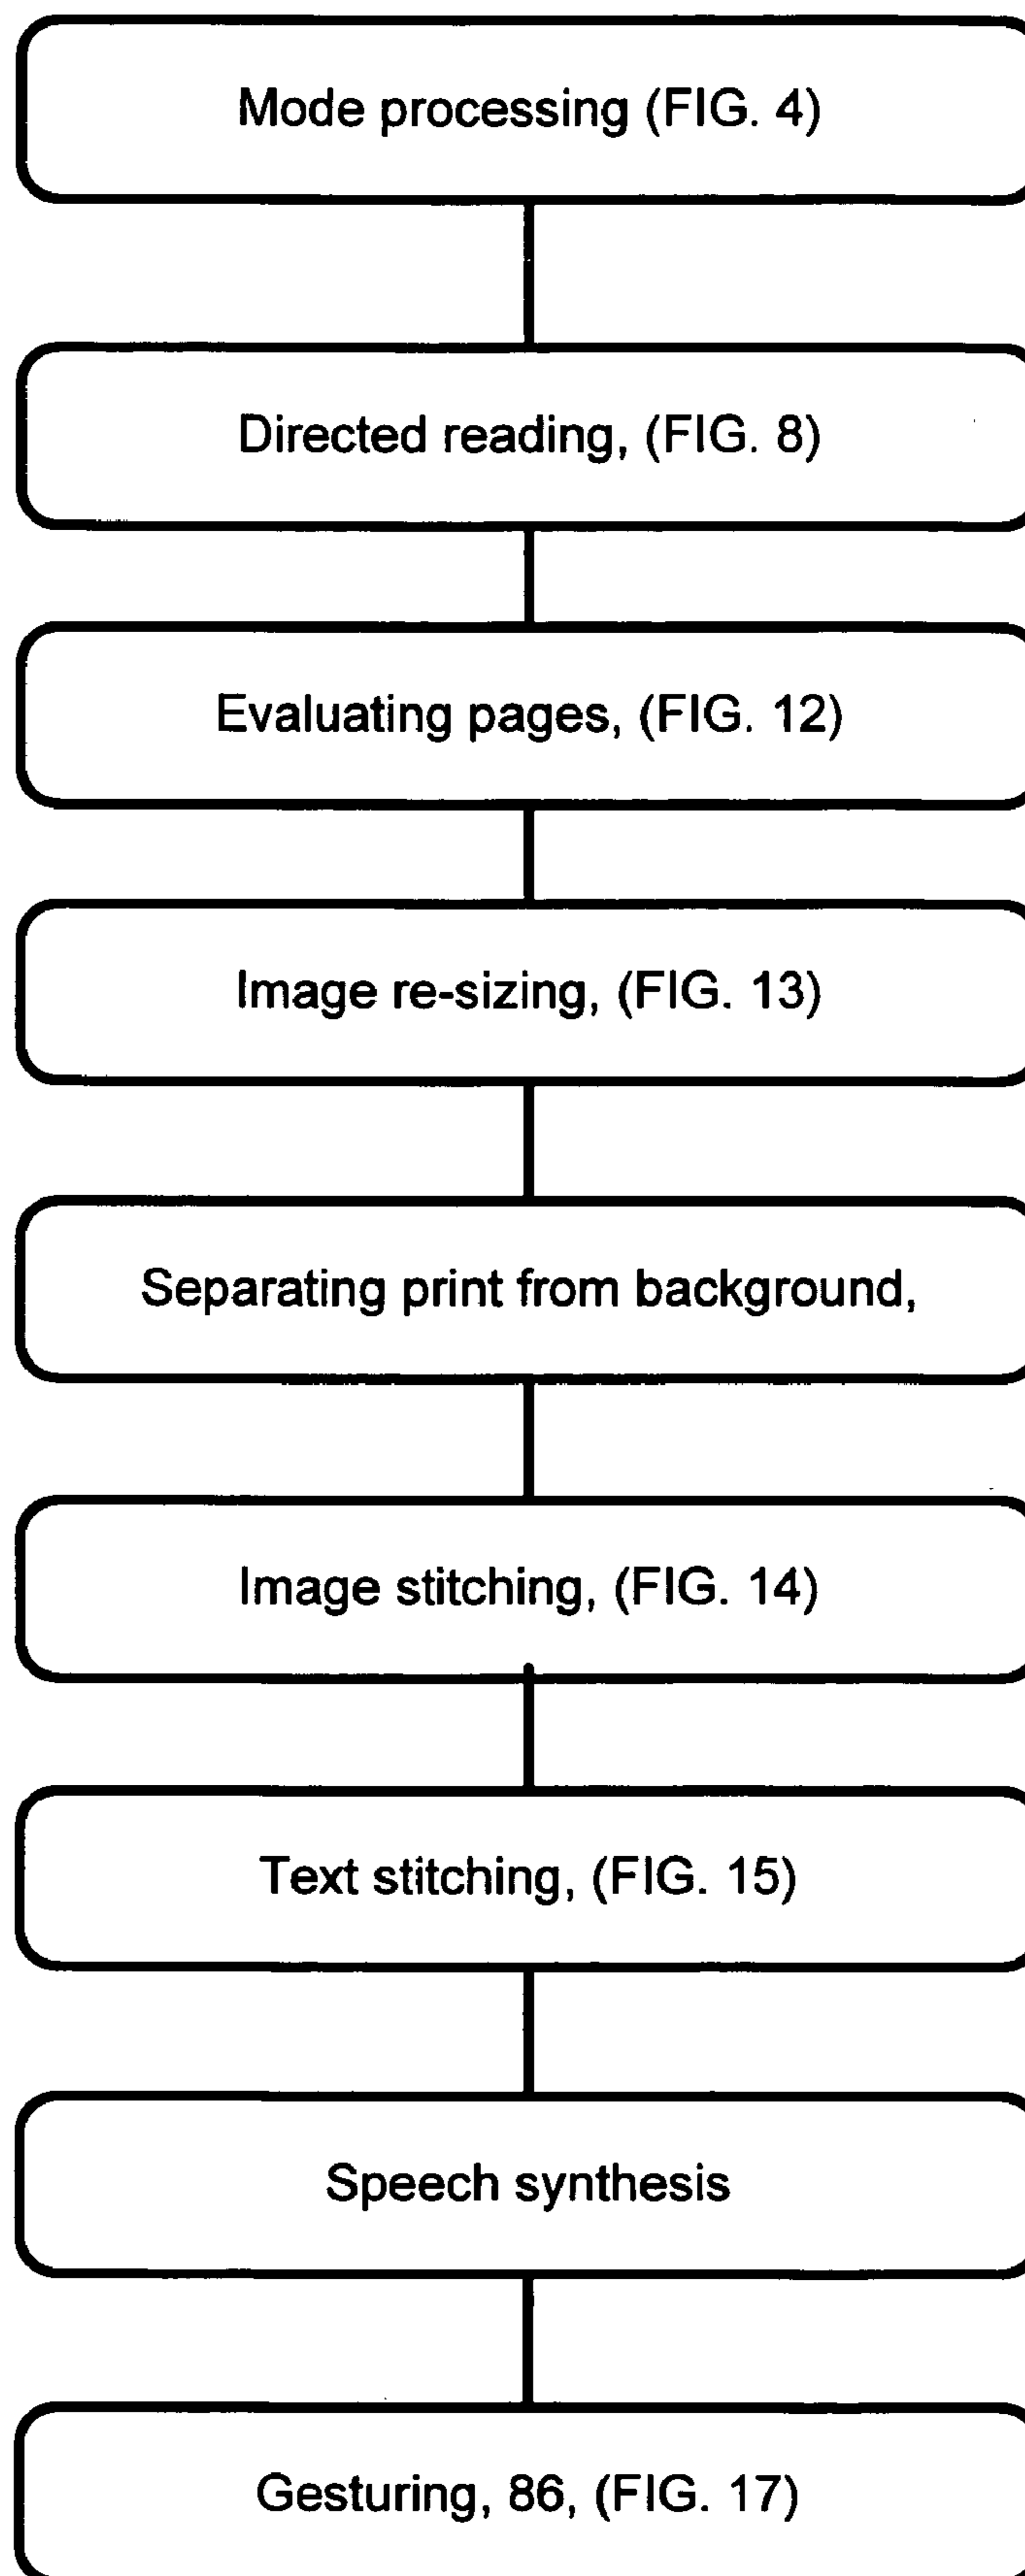 Mode processing (FIG. 4)
Directed reading, (FIG. 8)
Evaluating pages, (FIG. 12)
Image re-sizing, (FIG. 13)
Separating print from background,
Image stitching, (FIG. 14)
Text stitching, (FIG. 15)
Speech synthesis
Gesturing, 86, (FIG. 17)